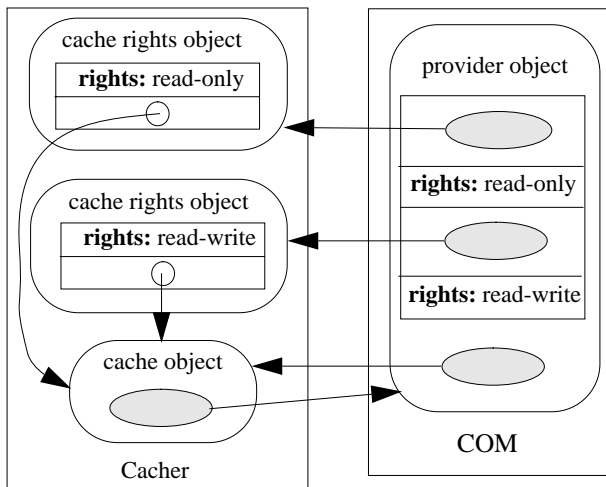 cache rights object
rights: read-only
cache rights object
rights: read-write
cache object
Cacher
provider object
rights: read-only
rights: read-write
COM